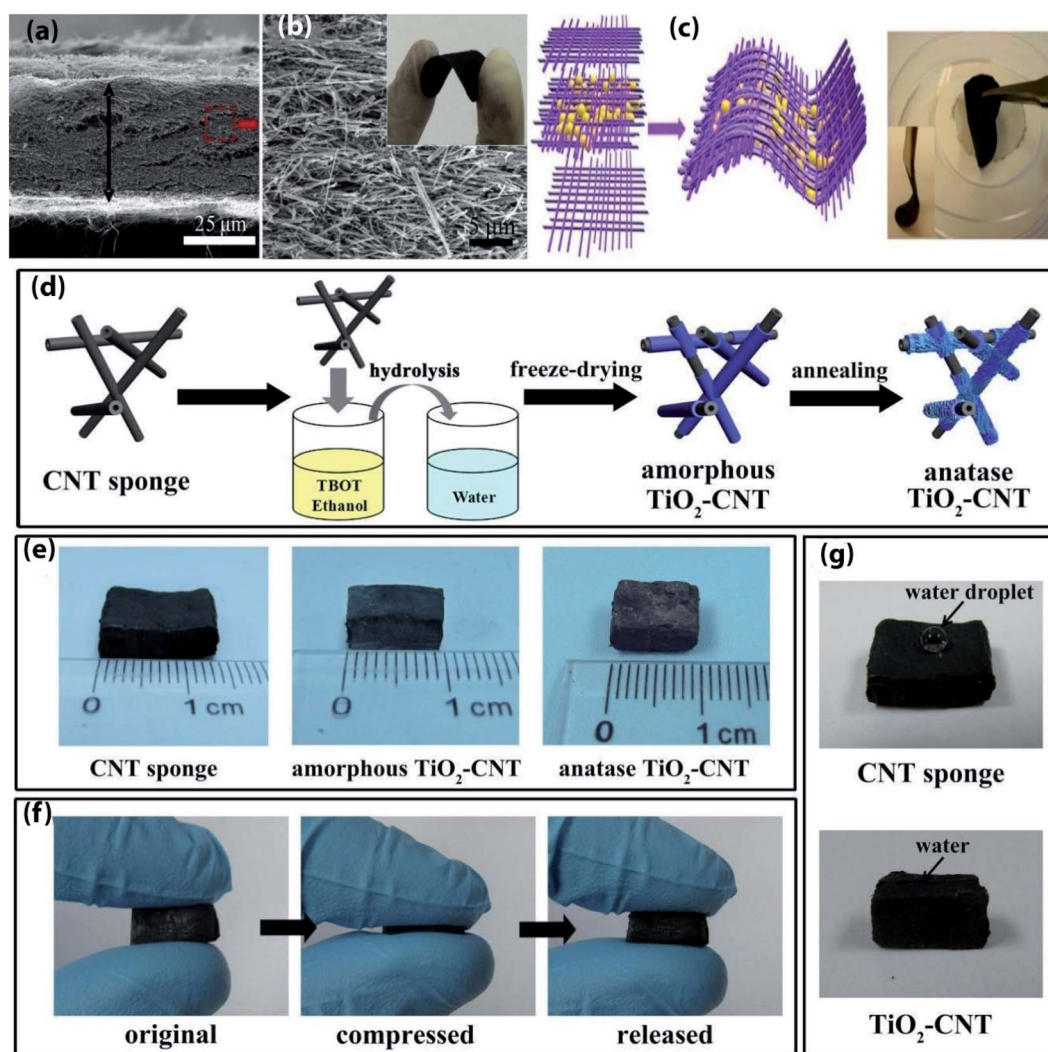 (a)
25 µm
(b)
5 µm
(c)
(d)
CNT sponge
hydrolysis
TBOT
Ethanol
Water
freeze-drying
amorphous
TiO₂-CNT
annealing
anatase
TiO₂-CNT
(e)
0 1 cm
CNT sponge
0 1 cm
amorphous TiO₂-CNT
0 1 cm
anatase TiO₂-CNT
(f)
original
compressed
released
(g)
water droplet
CNT sponge
water
TiO₂-CNT